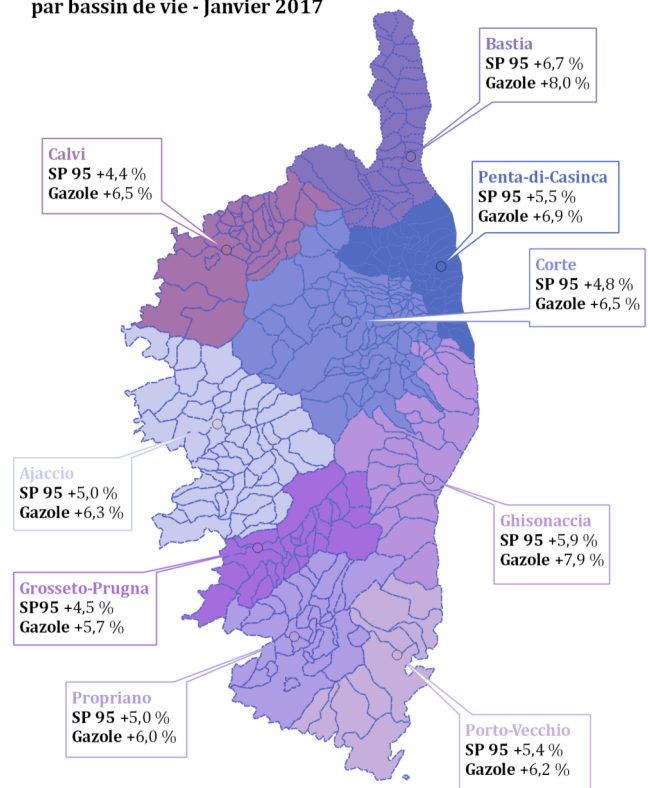 par bassin de vie - Janvier 2017
Bastia
SP 95 +6,7 %
Gazole +8,0 %
Calvi
SP 95 +4,4 %
Gazole +6,5 %
Penta-di-Casinca
SP 95 +5,5 %
Gazole +6,9 %
Corte
SP 95 +4,8 %
Gazole +6,5 %
Ajaccio
SP 95 +5,0 %
Gazole +6,3 %
Ghisonaccia
SP 95 +5,9 %
Gazole +7,9 %
Grosseto-Prugna
SP95 +4,5 %
Gazole +5,7 %
Propriano
SP 95 +5,0 %
Gazole +6,0 %
Porto-Vecchio
SP 95 +5,4 %
Gazole +6,2 %